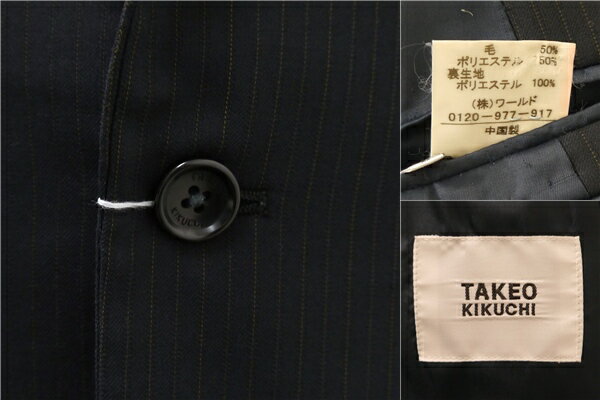 KIKUCHI
毛 50%
ポリエステル 50%
裏生地
ポリエステル 100%
(株)ワールド
0120-977-917
中国製
TAKEO
KIKUCHI